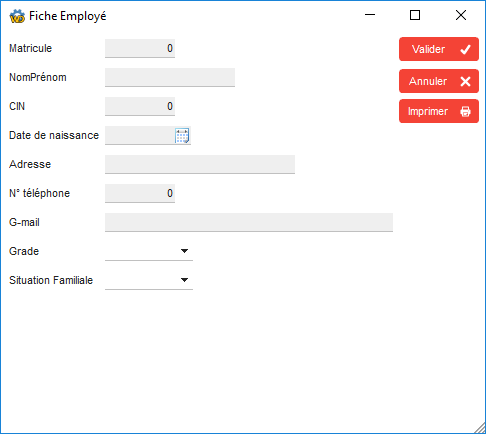 Fiche Employé
Matricule 0 Valider
NomPrénom Annuler
CIN 0 Imprimer
Date de naissance
Adresse
N° téléphone 0
G-mail
Grade
Situation Familiale